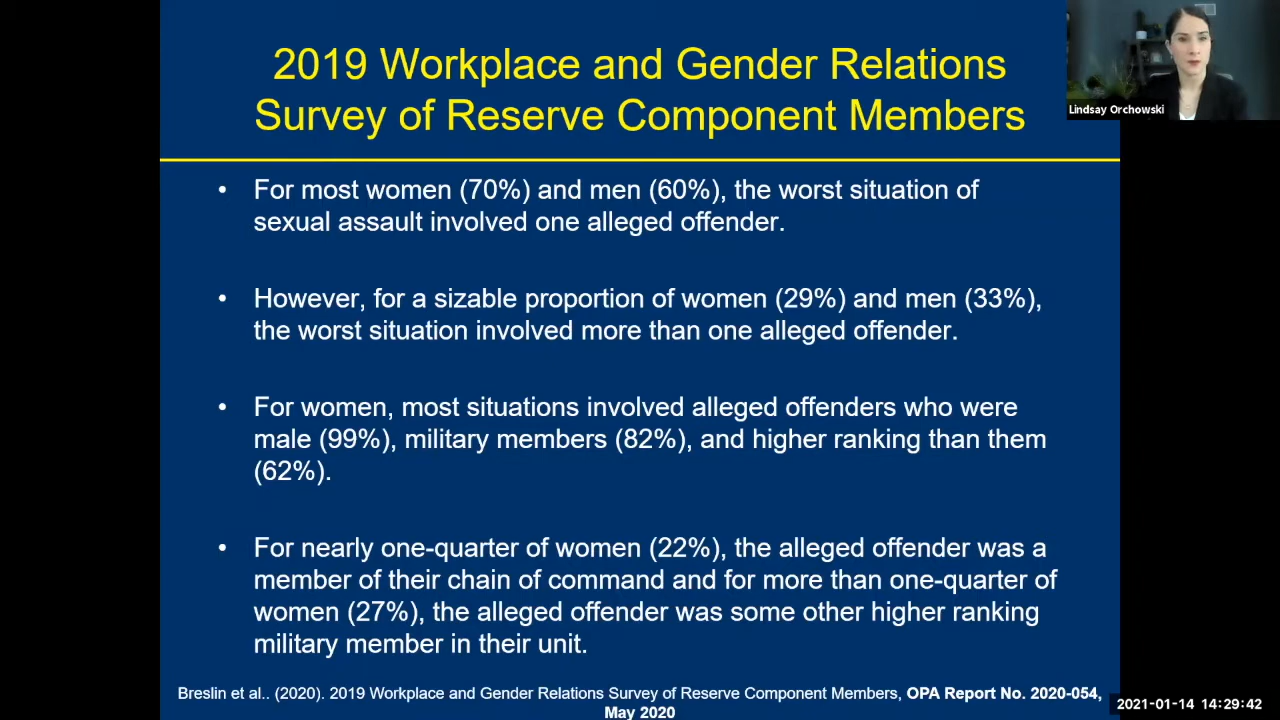 2019 Workplace and Gender Relations
Survey of Reserve Component Members
Lindsay Orchowski
• For most women (70%) and men (60%), the worst situation of
sexual assault involved one alleged offender.
• However, for a sizable proportion of women (29%) and men (33%),
the worst situation involved more than one alleged offender.
• For women, most situations involved alleged offenders who were
male (99%), military members (82%), and higher ranking than them
(62%).
• For nearly one-quarter of women (22%), the alleged offender was a
member of their chain of command and for more than one-quarter of
women (27%), the alleged offender was some other higher ranking
military member in their unit.
Breslin et al.. (2020). 2019 Workplace and Gender Relations Survey of Reserve Component Members, OPA Report No. 2020-054,
May 2020
2021-01-14 14:29:42